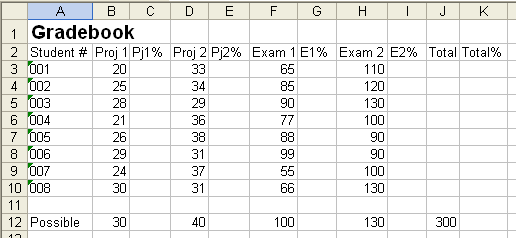 A B C D E F G H I J K
1 Gradebook
2 Student # Proj 1 Pj1% Proj 2 Pj2% Exam 1 E1% Exam 2 E2% Total Total%
3 001 20 33 65 110
4 002 25 34 85 120
5 003 28 29 90 130
6 004 21 36 77 100
7 005 26 38 88 90
8 006 29 31 99 90
9 007 24 37 55 100
10 008 30 31 66 130
11
12 Possible 30 40 100 130 300